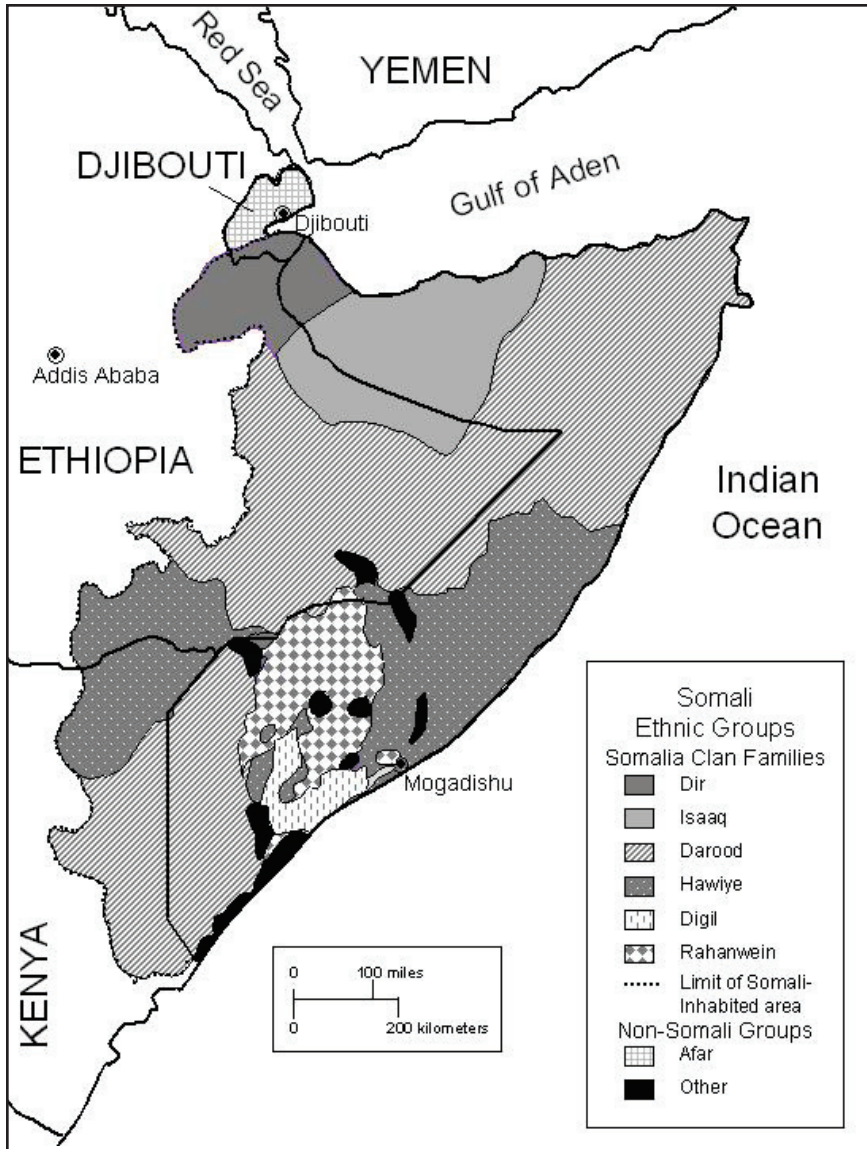 Red Sea
YEMEN
DJIBOUTI
Gulf of Aden
Djibouti
Addis Ababa
ETHIOPIA
Indian
Ocean
Mogadishu
KENYA
0 100 miles
0 200 kilometers
Somali
Ethnic Groups
Somalia Clan Families
Dir
Isaaq
Darood
Hawiye
Digil
Rahanwein
Limit of Somali-
Inhabited area
Non-Somali Groups
Afar
Other